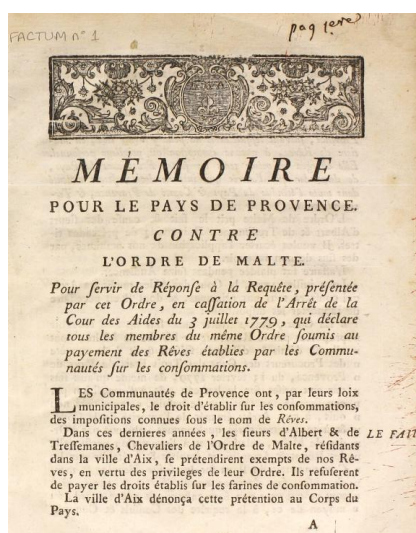 FACTUM n° 1
pag 1ere
MÉMOIRE
POUR LE PAYS DE PROVENCE.
CONTRE
L'ORDRE DE MALTE.
Pour ſervir de Réponſe à la Requête, préſentée
par cet Ordre, en caſſation de l'Arrêt de la
Cour des Aides du 3 juillet 1779, qui déclare
tous les membres du même Ordre ſoumis au
payement des Rêves établies par les Commu-
nautés ſur les conſommations.
LES Communautés de Provence ont, par leurs loix
municipales, le droit d'établir ſur les conſommations,
des impoſitions connues ſous le nom de Rêves.
Dans ces dernieres années, les ſieurs d'Albert & de
LE FAIT
Treſſemanes, Chevaliers de l'Ordre de Malte, réſidants
dans la ville d'Aix, ſe prétendirent exempts de nos Rê-
ves, en vertu des privileges de leur Ordre. Ils refuſerent
de payer les droits établis ſur les farines de conſommation.
La ville d'Aix dénonça cette prétention au Corps du
Pays.
A